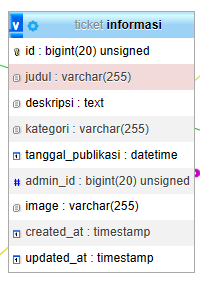 v ticket informasi
id : bigint(20) unsigned
judul : varchar(255)
deskripsi : text
kategori : varchar(255)
tanggal_publikasi : datetime
# admin_id : bigint(20) unsigned
image : varchar(255)
created_at : timestamp
updated_at : timestamp